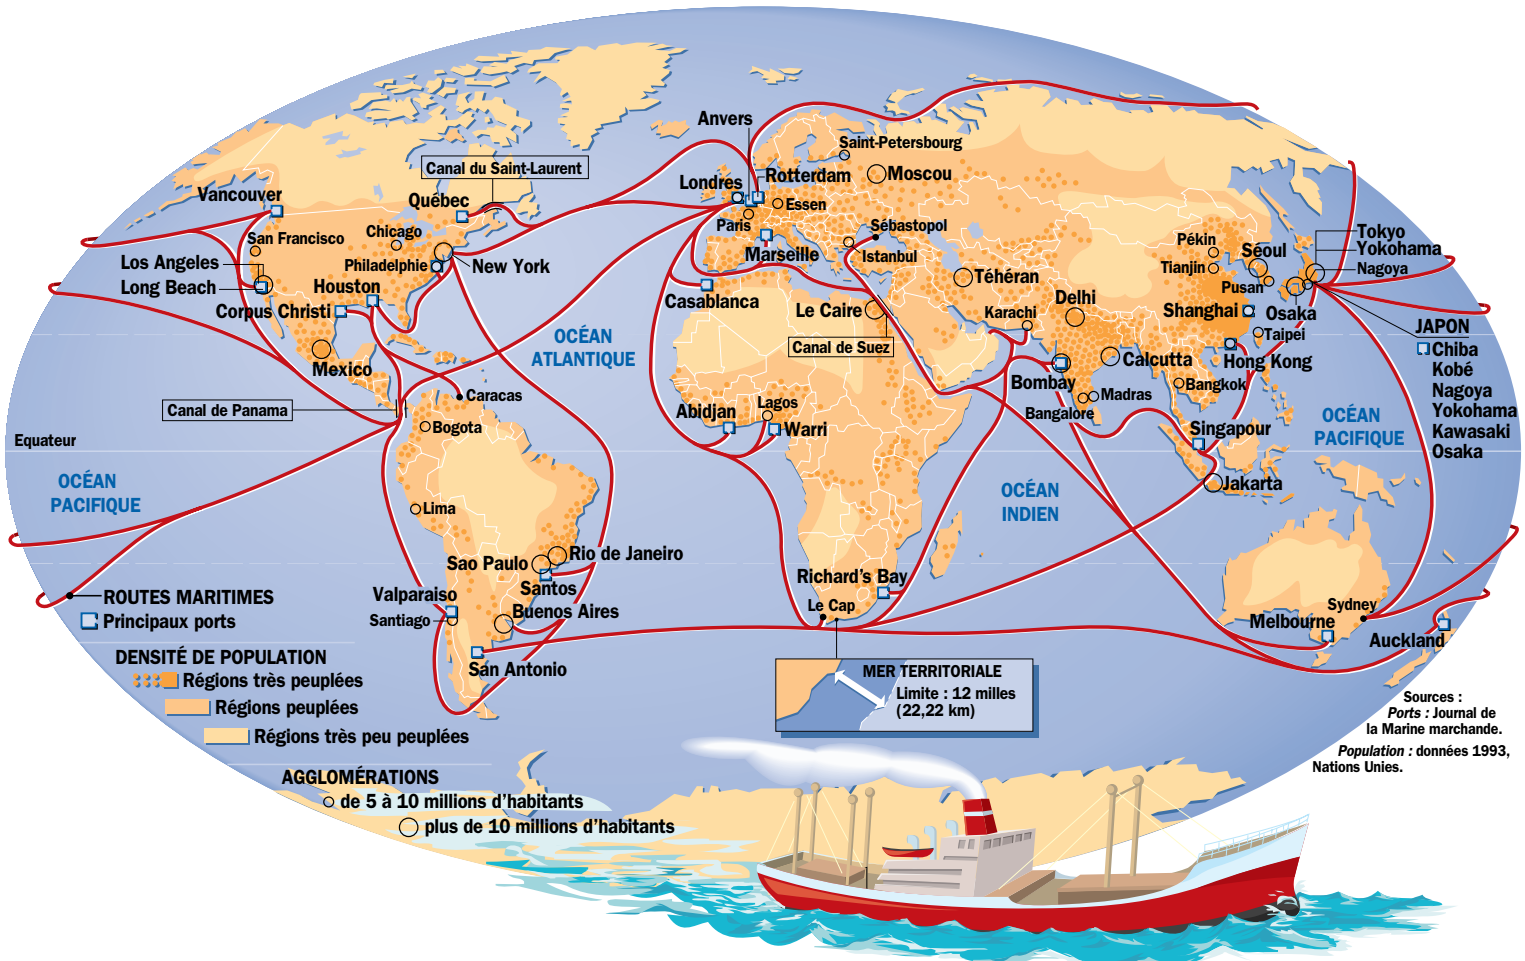 Anvers
Saint-Petersbourg
Canal du Saint-Laurent
Moscou
Londres
Rotterdam
Vancouver
Québec
Essen
Paris
Sébastopol
San Francisco
Chicago
Tokyo
Yokohama
Pékin
Séoul
Marseille
Istanbul
Los Angeles
Philadelphie
New York
Tianjin
Nagoya
Téhéran
Long Beach
Houston
Pusan
Casablanca
Delhi
Corpus Christi
Le Caire
Karachi
Shanghai
Osaka
JAPON
Chiba
Kobé
Nagoya
Yokohama
Kawasaki
Osaka
OCÉAN
ATLANTIQUE
Canal de Suez
Taipei
Mexico
Calcutta
Hong Kong
Bombay
Bangkok
Caracas
Madras
Canal de Panama
Lagos
Abidjan
Bangalore
OCÉAN
PACIFIQUE
Bogota
Warri
Singapour
Equateur
OCÉAN
PACIFIQUE
OCÉAN
INDIEN
Jakarta
Lima
Rio de Janeiro
Sao Paulo
Richard's Bay
Santos
Valparaiso
ROUTES MARITIMES
Principaux ports
Santiago
Buenos Aires
Le Cap
Sydney
Melbourne
Auckland
San Antonio
DENSITÉ DE POPULATION
Régions très peuplées
Régions peuplées
Régions très peu peuplées
MER TERRITORIALE
Limite : 12 milles
(22,22 km)
Sources :
Ports : Journal de
la Marine marchande.
Population : données 1993,
Nations Unies.
AGGLOMÉRATIONS
de 5 à 10 millions d'habitants
plus de 10 millions d'habitants